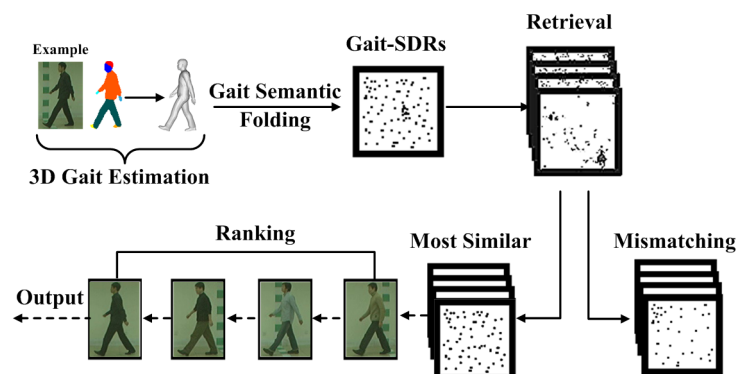 Retrieval
Gait-SDRs
Example
Gait Semantic
Folding
3D Gait Estimation
Ranking
Most Similar
Mismatching
Output